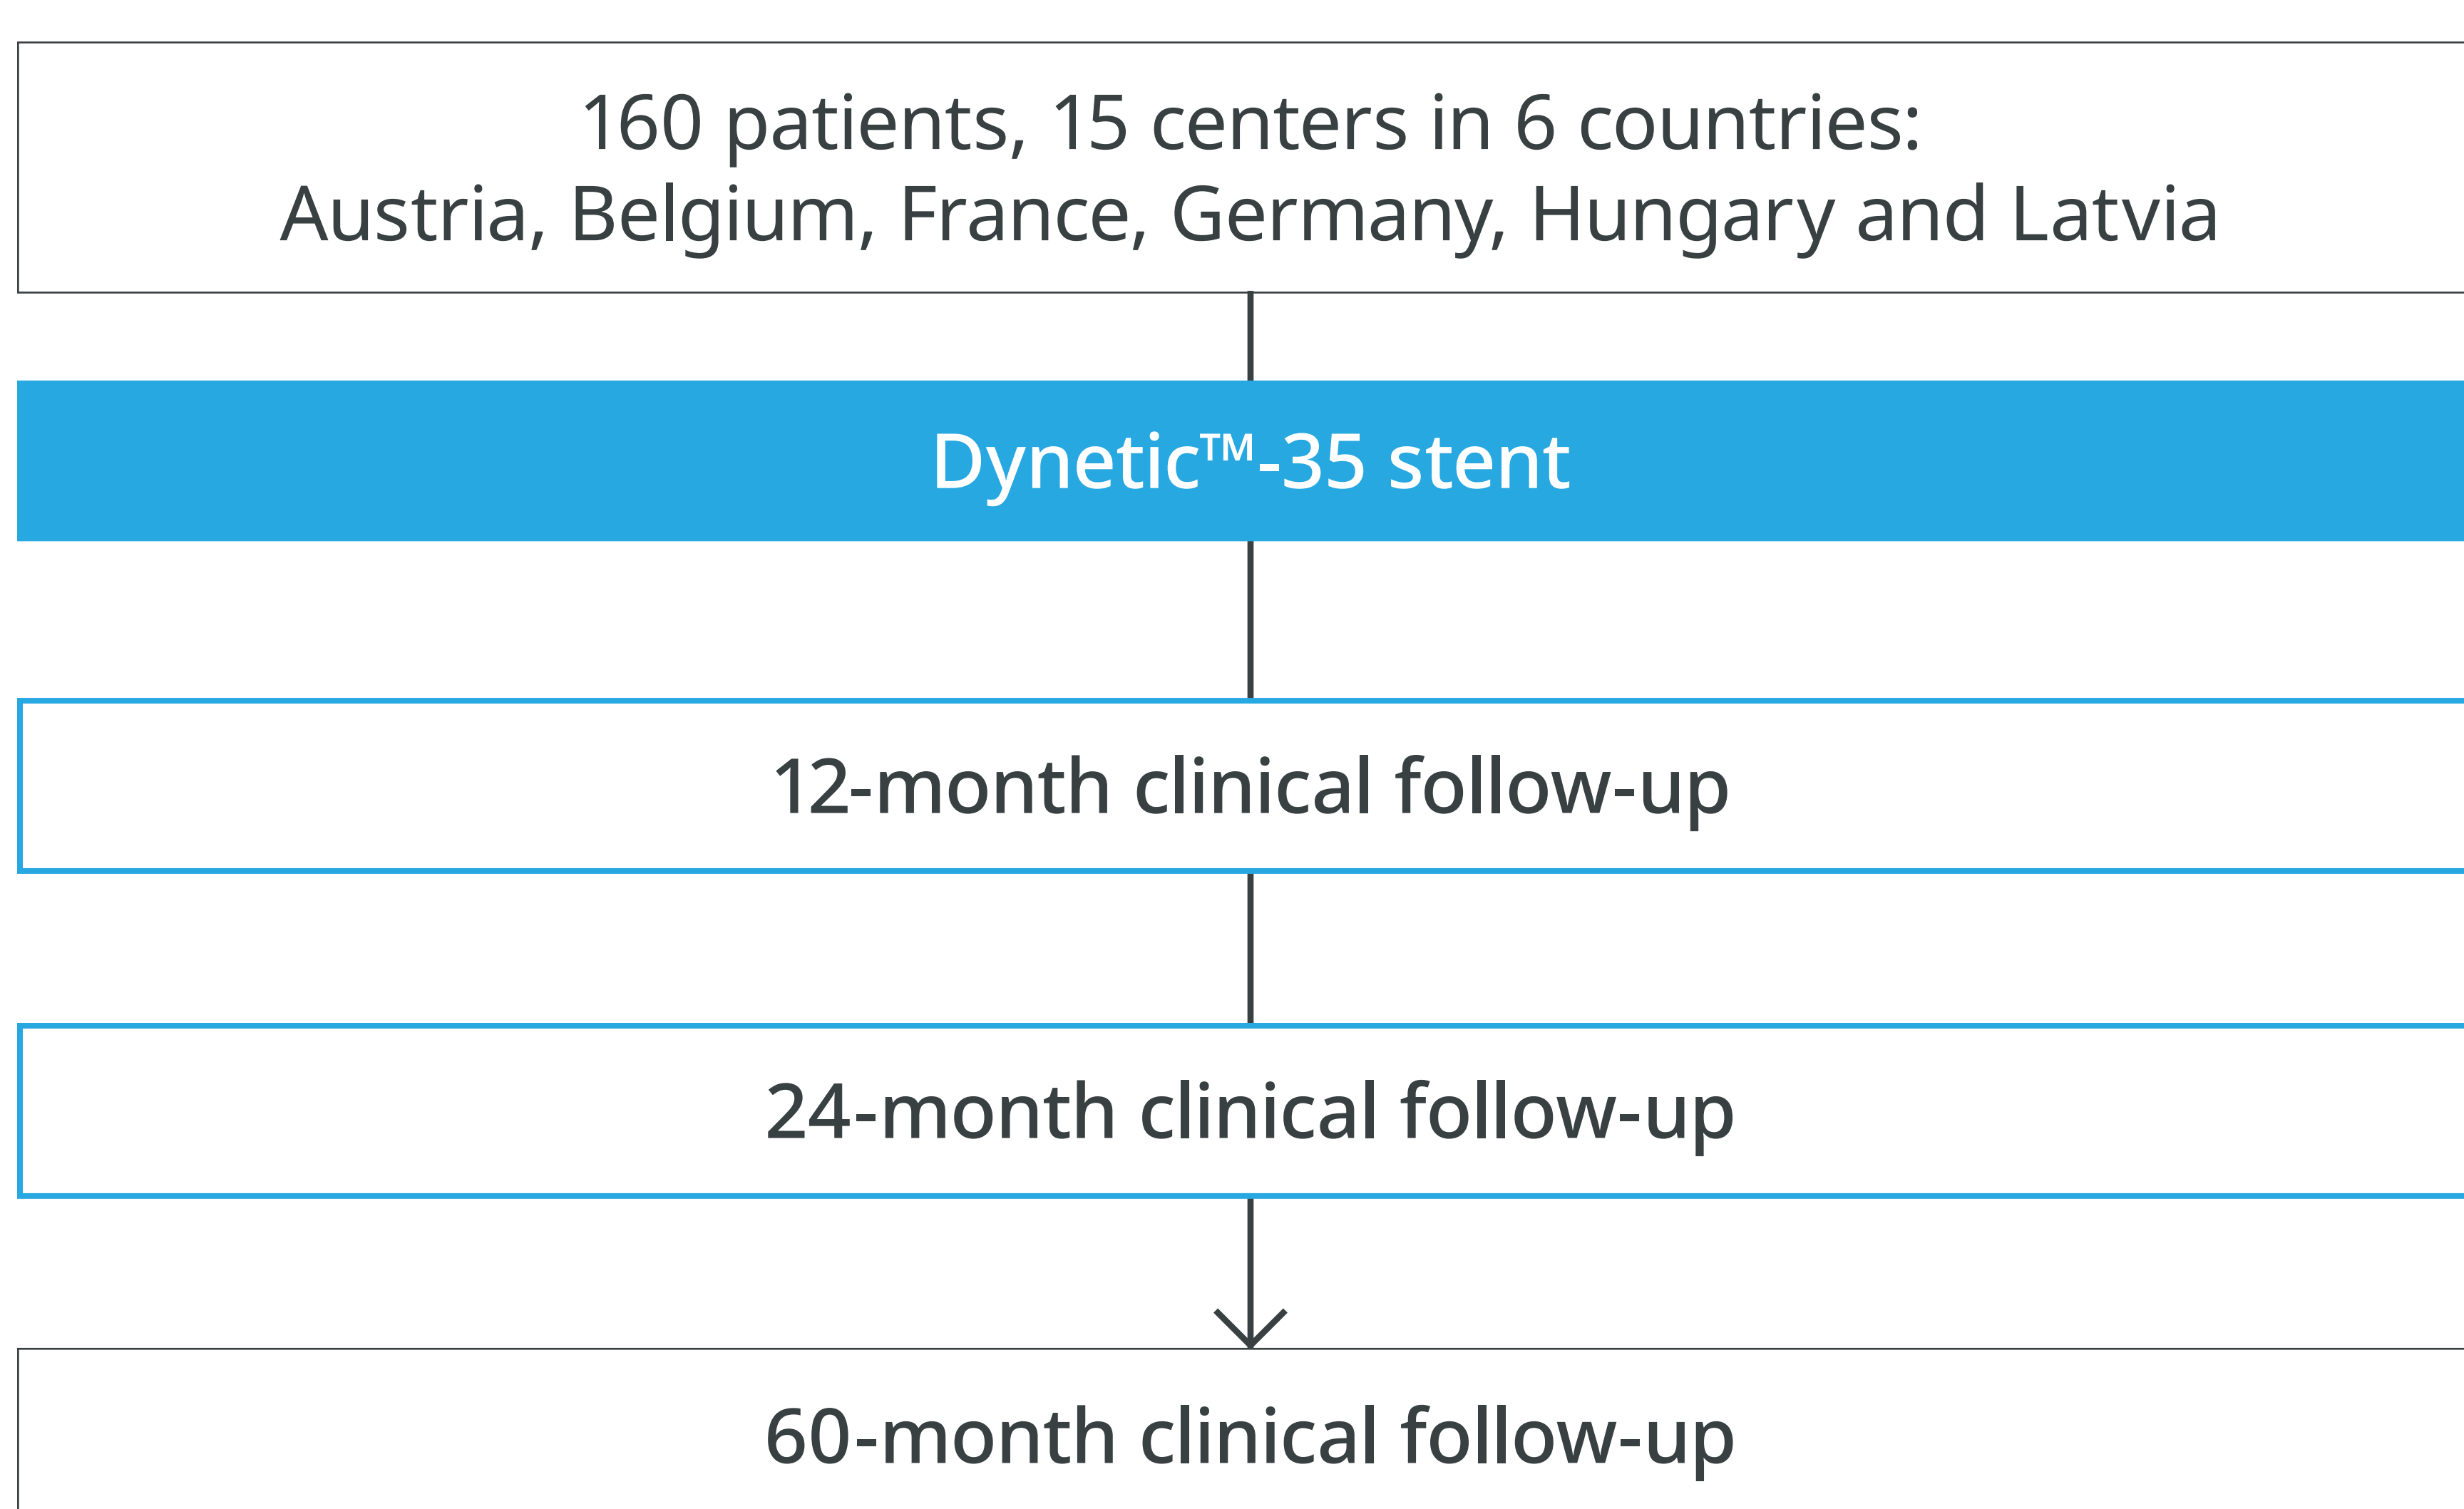 160 patients, 15 centers in 6 countries:
Austria, Belgium, France, Germany, Hungary and Latvia
Dynetic™-35 stent
12-month clinical follow-up
24-month clinical follow-up
60-month clinical follow-up